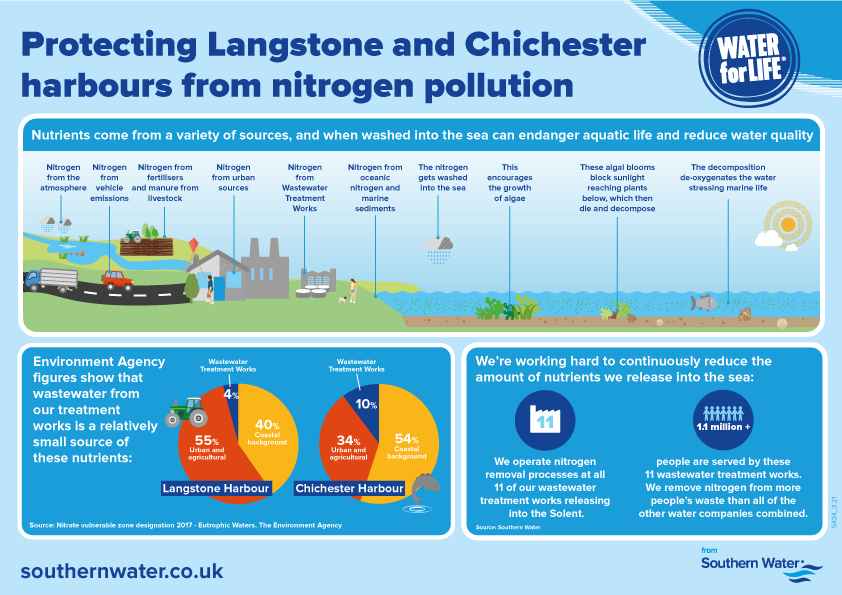 Protecting Langstone and Chichester
harbours from nitrogen pollution
WATER
for LIFE
Nutrients come from a variety of sources, and when washed into the sea can endanger aquatic life and reduce water quality
Nitrogen
from the
atmosphere
Nitrogen
from
vehicle
emissions
Nitrogen from
fertilisers
and manure from
livestock
Nitrogen
from urban
sources
Nitrogen
from
Wastewater
Treatment
Works
Nitrogen from
oceanic
nitrogen and
marine
sediments
The nitrogen
gets washed
into the sea
This
encourages
the growth
of algae
These algal blooms
block sunlight
reaching plants
below, which then
die and decompose
The decomposition
de-oxygenates the water
stressing marine life
Environment Agency
figures show that
wastewater from
our treatment
works is a relatively
small source of
these nutrients:
Wastewater
Treatment Works
4%
40%
Coastal
background
55%
Urban and
agricultural
Langstone Harbour
Wastewater
Treatment Works
10%
54%
Coastal
background
34%
Urban and
agricultural
Chichester Harbour
Source: Nitrate vulnerable zone designation 2017 - Eutrophic Waters, The Environment Agency
We're working hard to continuously reduce the
amount of nutrients we release into the sea:
11
We operate nitrogen
removal processes at all
11 of our wastewater
treatment works releasing
into the Solent.
1.1 million +
people are served by these
11 wastewater treatment works.
We remove nitrogen from more
people's waste than all of the
other water companies combined.
Source: Southern Water
5434_3.21
southernwater.co.uk
from
Southern Water